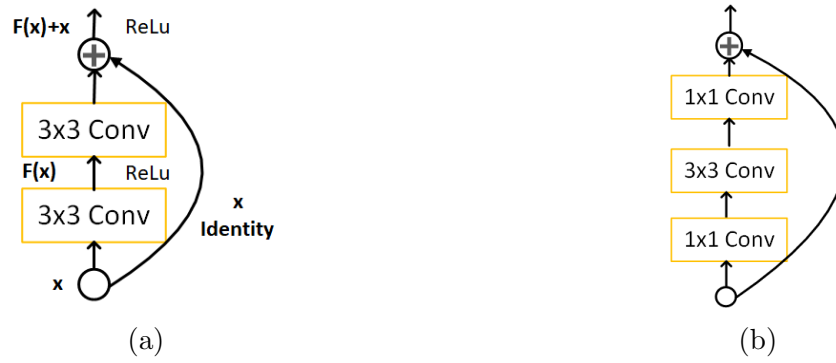 F(x)+x ReLu
3x3 Conv
F(x) ReLu
3x3 Conv
x
Identity
x
(a)
1x1 Conv
3x3 Conv
1x1 Conv
(b)